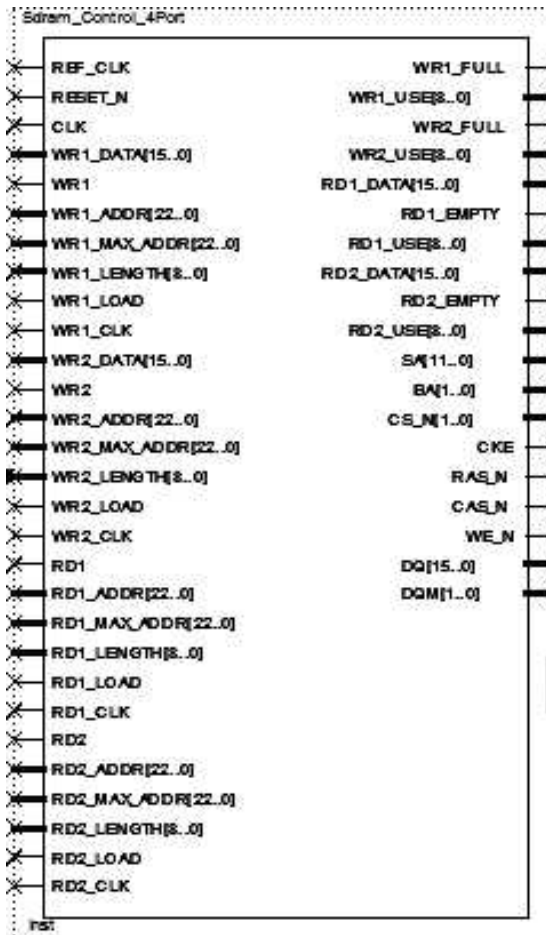 Sdram_Control_4Port
REF_CLK
RESET_N
CLK
WR1_DATA[15..0]
WR1
WR1_ADDR[22..0]
WR1_MAX_ADDR[22..0]
WR1_LENGTH[8..0]
WR1_LOAD
WR1_CLK
WR2_DATA[15..0]
WR2
WR2_ADDR[22..0]
WR2_MAX_ADDR[22..0]
WR2_LENGTH[8..0]
WR2_LOAD
WR2_CLK
RD1
RD1_ADDR[22..0]
RD1_MAX_ADDR[22..0]
RD1_LENGTH[8..0]
RD1_LOAD
RD1_CLK
RD2
RD2_ADDR[22..0]
RD2_MAX_ADDR[22..0]
RD2_LENGTH[8..0]
RD2_LOAD
RD2_CLK
WR1_FULL
WR1_USE[8..0]
WR2_FULL
WR2_USE[8..0]
RD1_DATA[15..0]
RD1_EMPTY
RD1_USE[8..0]
RD2_DATA[15..0]
RD2_EMPTY
RD2_USE[8..0]
SA[11..0]
BA[1..0]
CS_N[1..0]
CKE
RAS_N
CAS_N
WE_N
DQ[15..0]
DQM[1..0]
inst